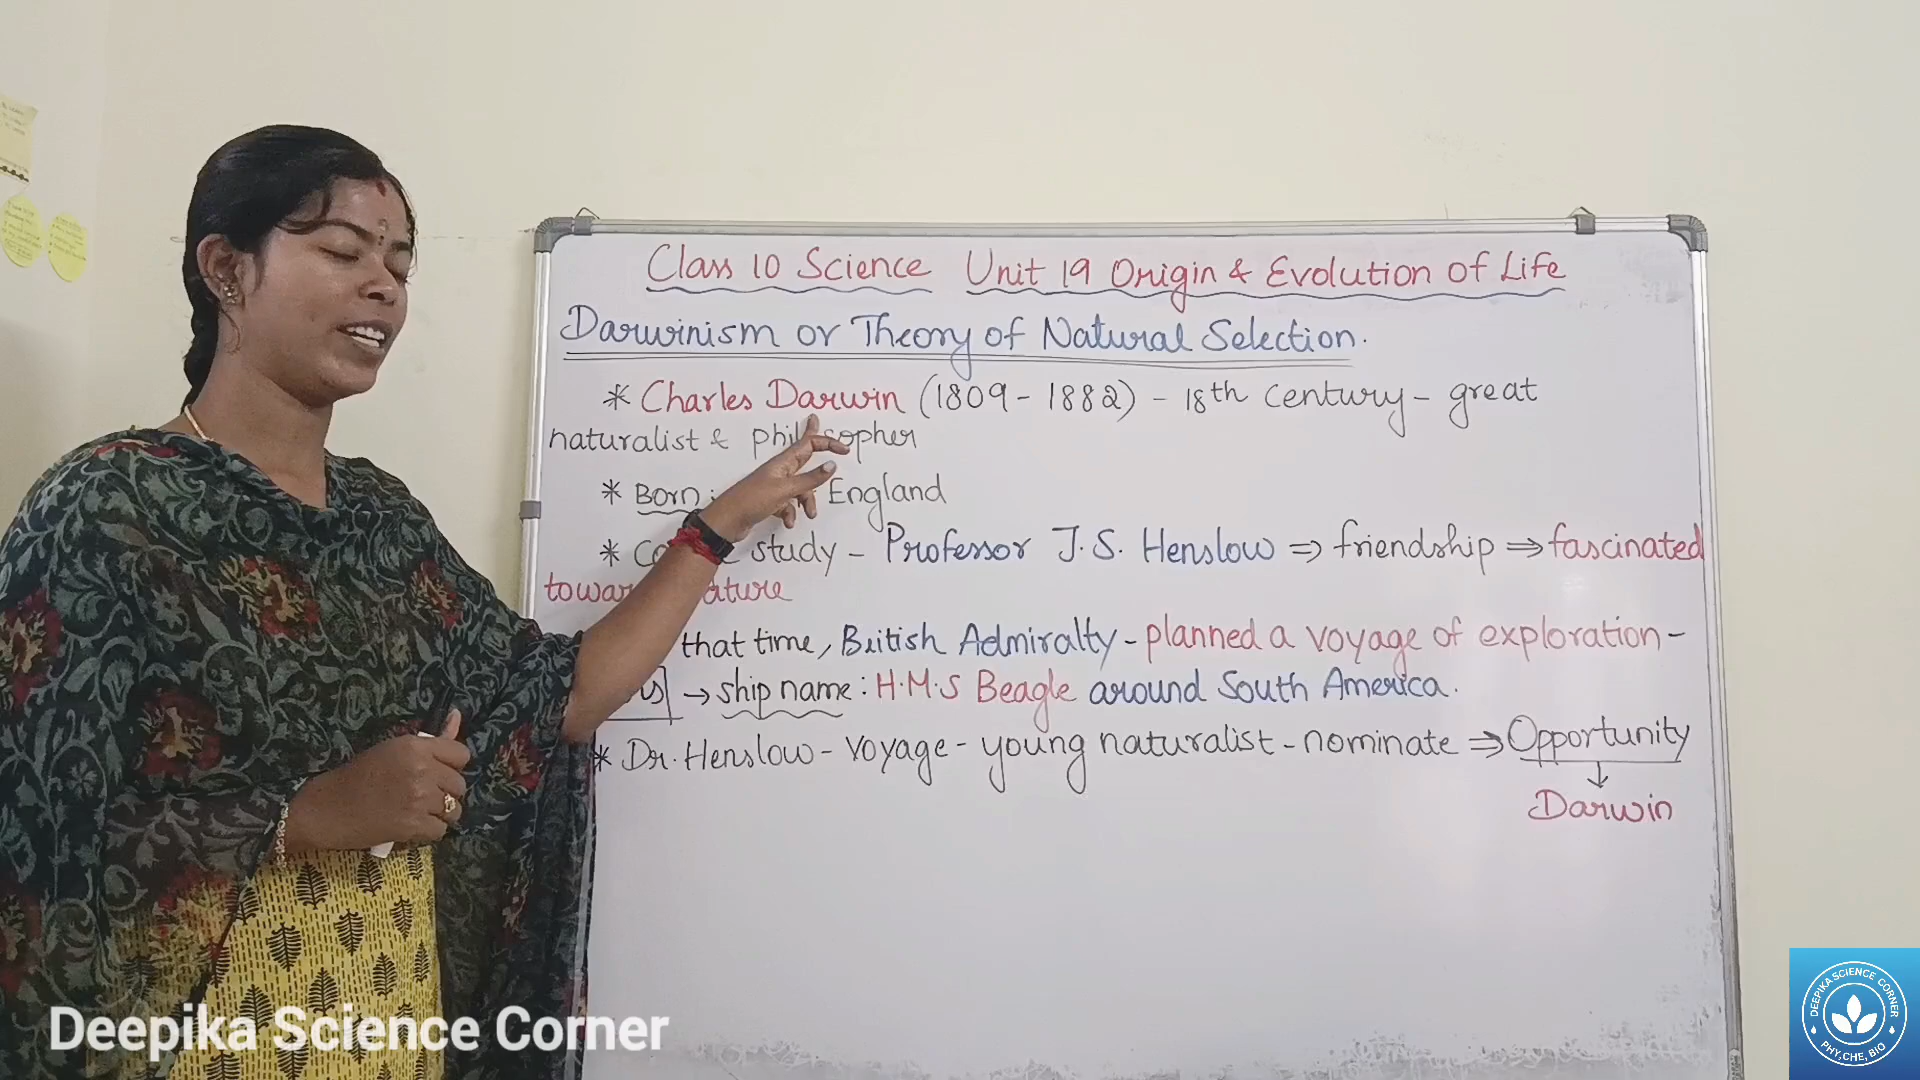 Class 10 Science Unit 19 Origin & Evolution of Life
Darwinism or Theory of Natural Selection.
* Charles Darwin (1809 - 1882) - 18th century - great
naturalist & philosopher
* Born: England
* study - Professor J.S. Henslow ⇒ friendship ⇒ fascinated
that time, British Admiralty - planned a voyage of exploration -
→ ship name: H.M.S Beagle around South America.
* Dr. Henslow - voyage - young naturalist - nominate ⇒ Opportunity
↓
Darwin
Deepika Science Corner
DEEPIKA SCIENCE CORNER
PHY, CHE, BIO